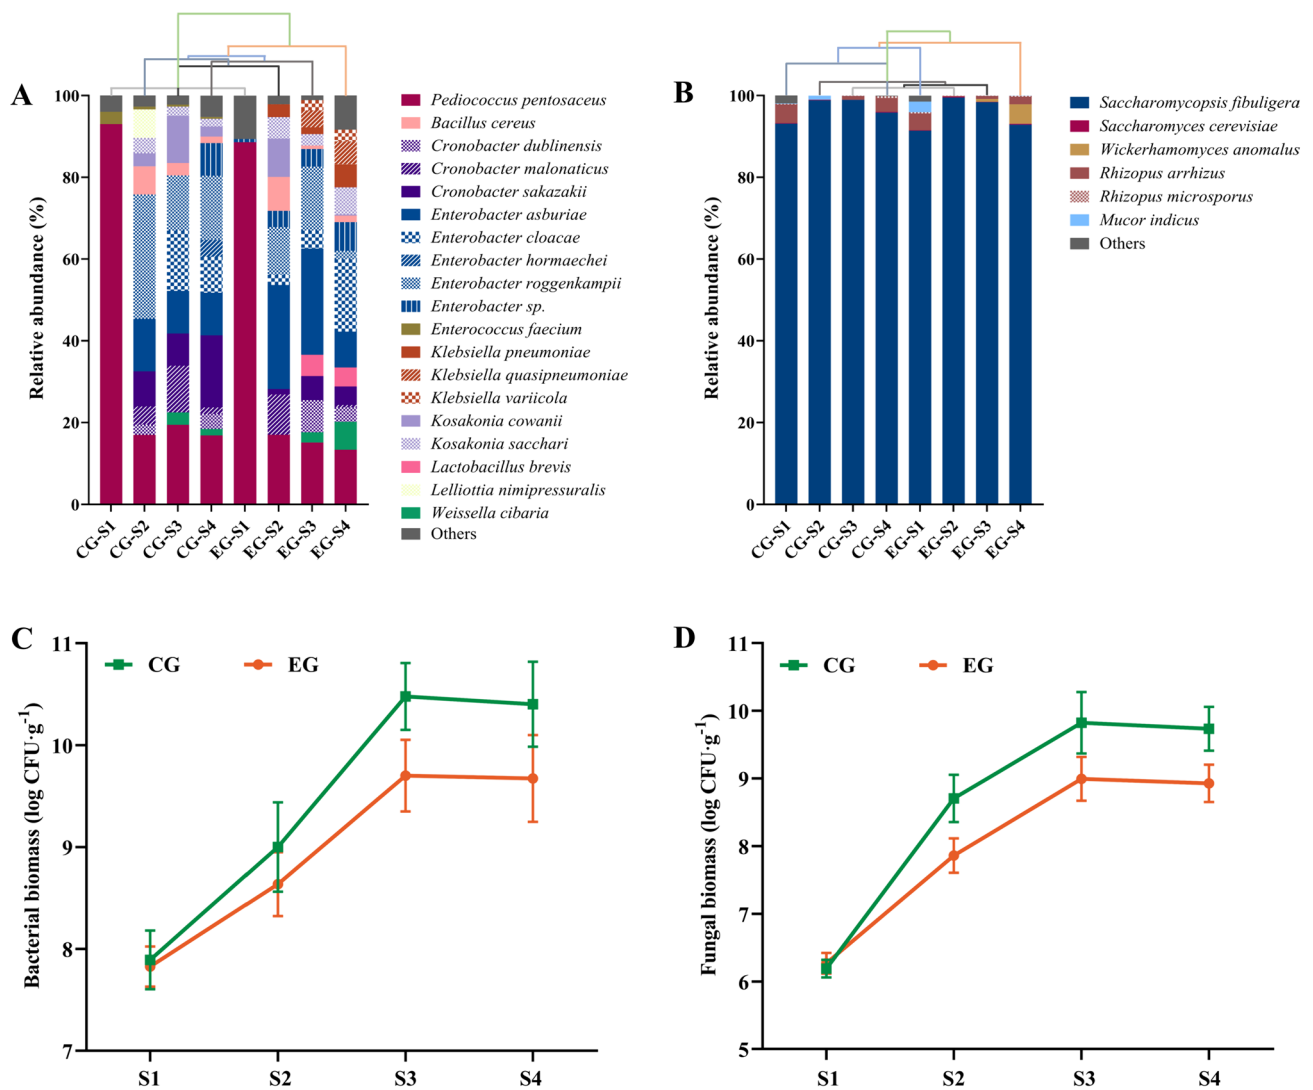 A
Relative abundance (%)
100
80
60
40
20
0
CG-S1
CG-S2
CG-S3
CG-S4
EG-S1
EG-S2
EG-S3
EG-S4
Pediococcus pentosaceus
Bacillus cereus
Cronobacter dublinensis
Cronobacter malonaticus
Cronobacter sakazakii
Enterobacter asburiae
Enterobacter cloacae
Enterobacter hormaechei
Enterobacter roggenkampii
Enterobacter sp.
Enterococcus faecium
Klebsiella pneumoniae
Klebsiella quasipneumoniae
Klebsiella variicola
Kosakonia cowanii
Kosakonia sacchari
Lactobacillus brevis
Lelliottia nimipressuralis
Weissella cibaria
Others
B
Relative abundance (%)
100
80
60
40
20
0
CG-S1
CG-S2
CG-S3
CG-S4
EG-S1
EG-S2
EG-S3
EG-S4
Saccharomycopsis fibuligera
Saccharomyces cerevisiae
Wickerhamomyces anomalus
Rhizopus arrhizus
Rhizopus microsporus
Mucor indicus
Others
C
Bacterial biomass (log CFU·g⁻¹)
11
10
9
8
7
CG
EG
S1
S2
S3
S4
D
Fungal biomass (log CFU·g⁻¹)
11
10
9
8
7
6
5
CG
EG
S1
S2
S3
S4